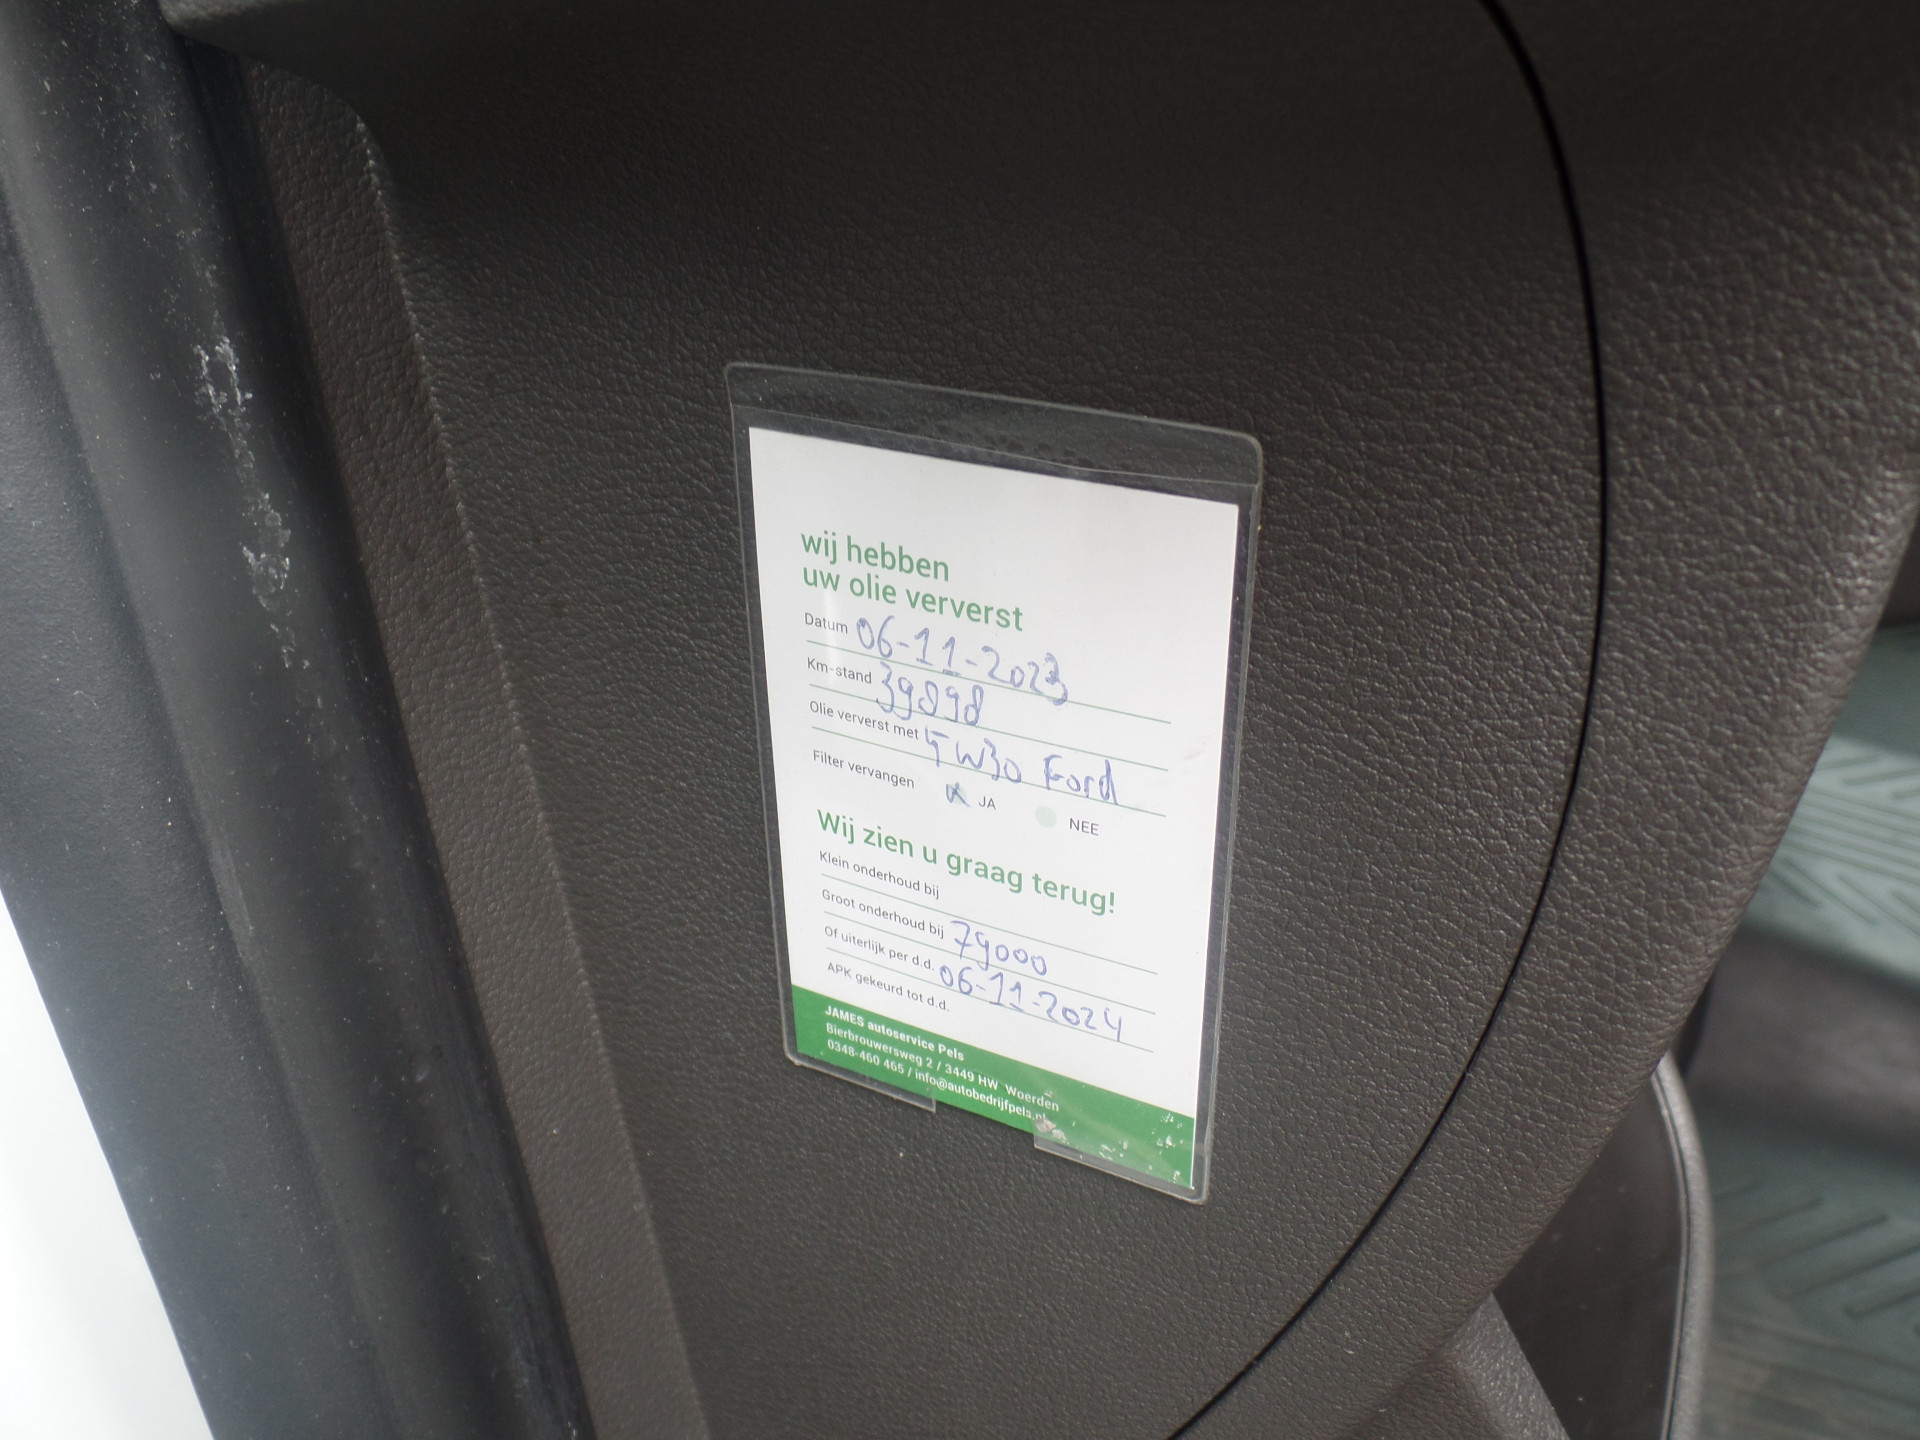 wij hebben
uw olie ververst
Datum 06-11-2023
Km-stand 39898
Olie ververst met 5W30 Ford
Filter vervangen JA NEE
Wij zien u graag terug!
Klein onderhoud bij
Groot onderhoud bij 79000
Of uiterlijk per d.d. 06-11-2024
APK gekeurd tot d.d.
JAMES autoservice Pels
Bierbrouwersweg 2 / 3449 HW Woerden
0348-460 465 / info@autobedrijfpels.nl